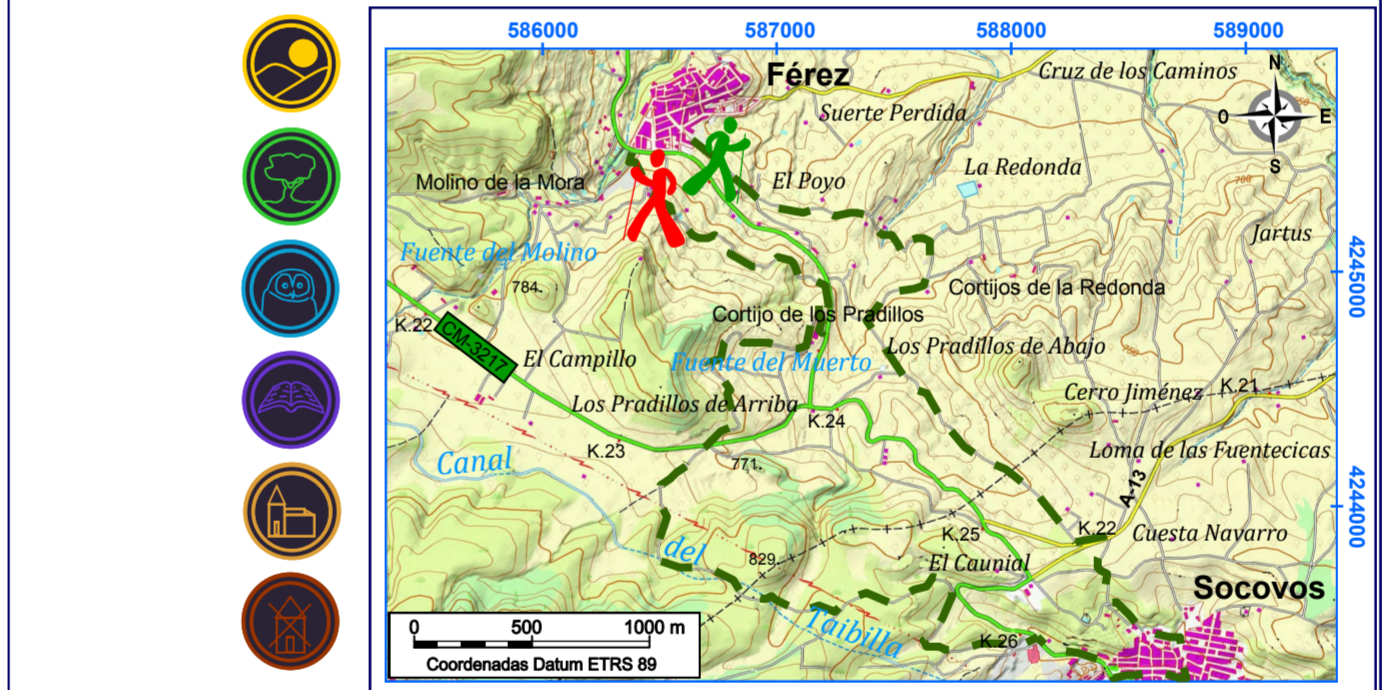 586000 587000 588000 589000
Férez
Cruz de los Caminos
N
Suerte Perdida
O E
S
Molino de la Mora
El Poyo
La Redonda
700
Jartus
Fuente del Molino
4245000
784.
Cortijos de la Redonda
K.22
CM-3217
Cortijo de los Pradillos
El Campillo
Fuente del Muerto
Los Pradillos de Abajo
700
Los Pradillos de Arriba
Cerro Jiménez
K.21
K.24
K.23
Loma de las Fuentecicas
Canal
771.
A-13
4244000
K.25
K.22
Cuesta Navarro
del
829.
El Caunial
Socovos
Taibilla
K.26
0 500 1000 m
Coordenadas Datum ETRS 89